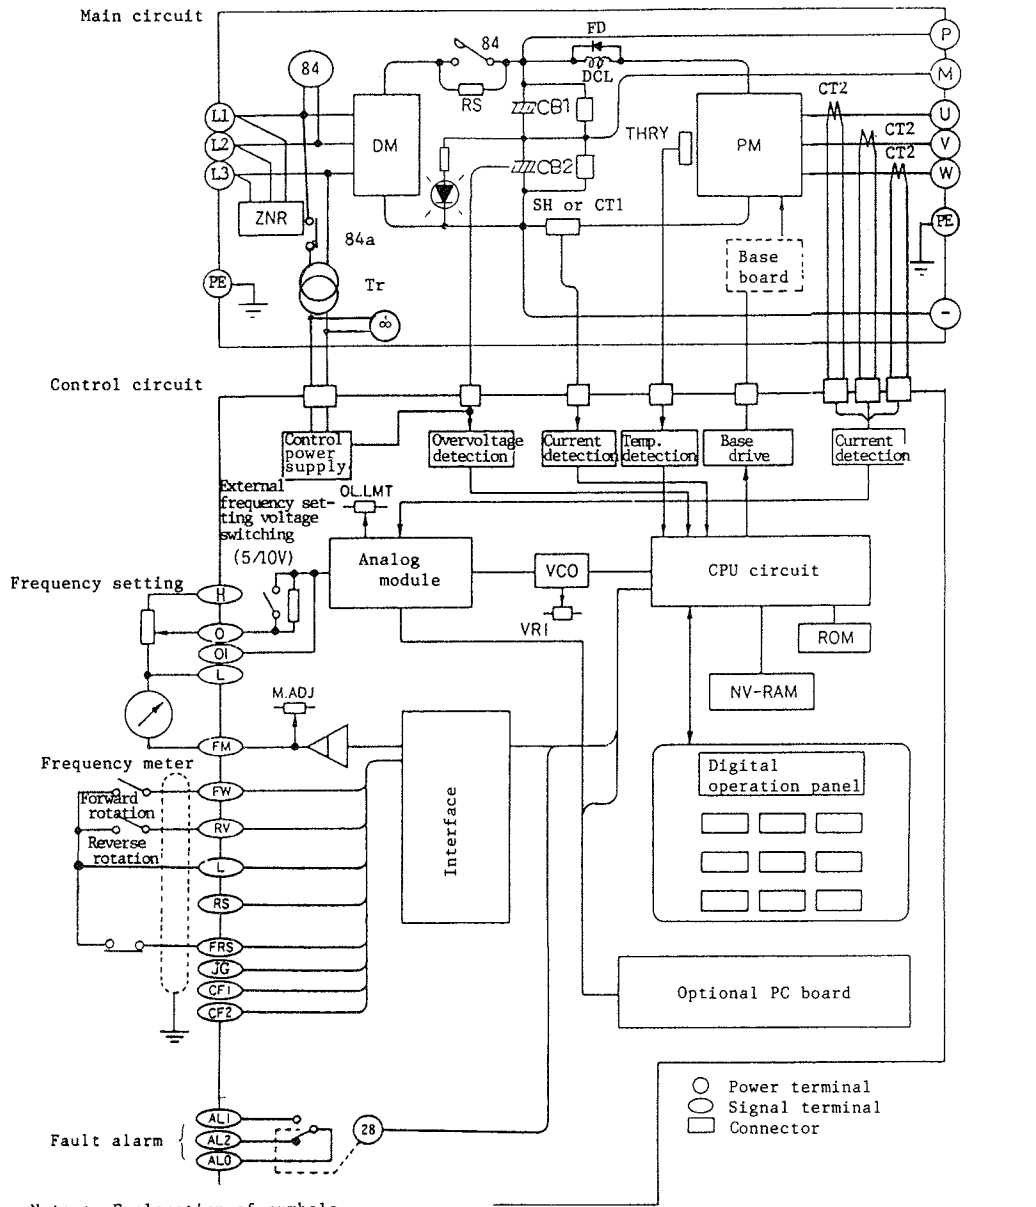 Main circuit
FD
P
84
84
DCL
M
RS
CT2
L1
CB1
U
THRY
CT2
L2
DM
PM
V
CT2
CB2
L3
W
SH or CT1
ZNR
PE
84a
Base
board
PE
Tr
∞
−
Control circuit
Control
power
supply
Overvoltage
detection
Current
detection
Temp.
detection
Base
drive
Current
detection
External
frequency set-
ting voltage
switching
(5/10V)
OL.LMT
Analog
module
VCO
CPU circuit
Frequency setting
H
VR1
O
ROM
OI
L
NV-RAM
M.ADJ
FM
Frequency meter
Digital
operation panel
FW
Forward
rotation
RV
Reverse
rotation
Interface
L
RS
FRS
JG
CF1
CF2
Optional PC board
Power terminal
Signal terminal
Connector
AL1
Fault alarm
AL2
28
AL0